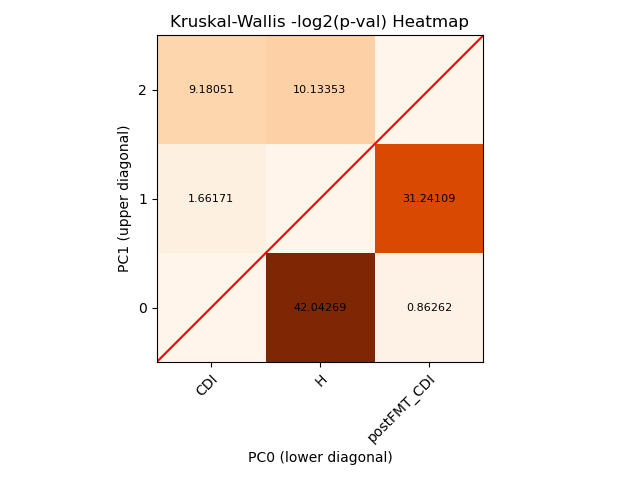 Kruskal-Wallis -log2(p-val) Heatmap
PC1 (upper diagonal)
2
9.18051
10.13353
1
1.66171
31.24109
0
42.04269
0.86262
CDI
H
postFMT_CDI
PC0 (lower diagonal)